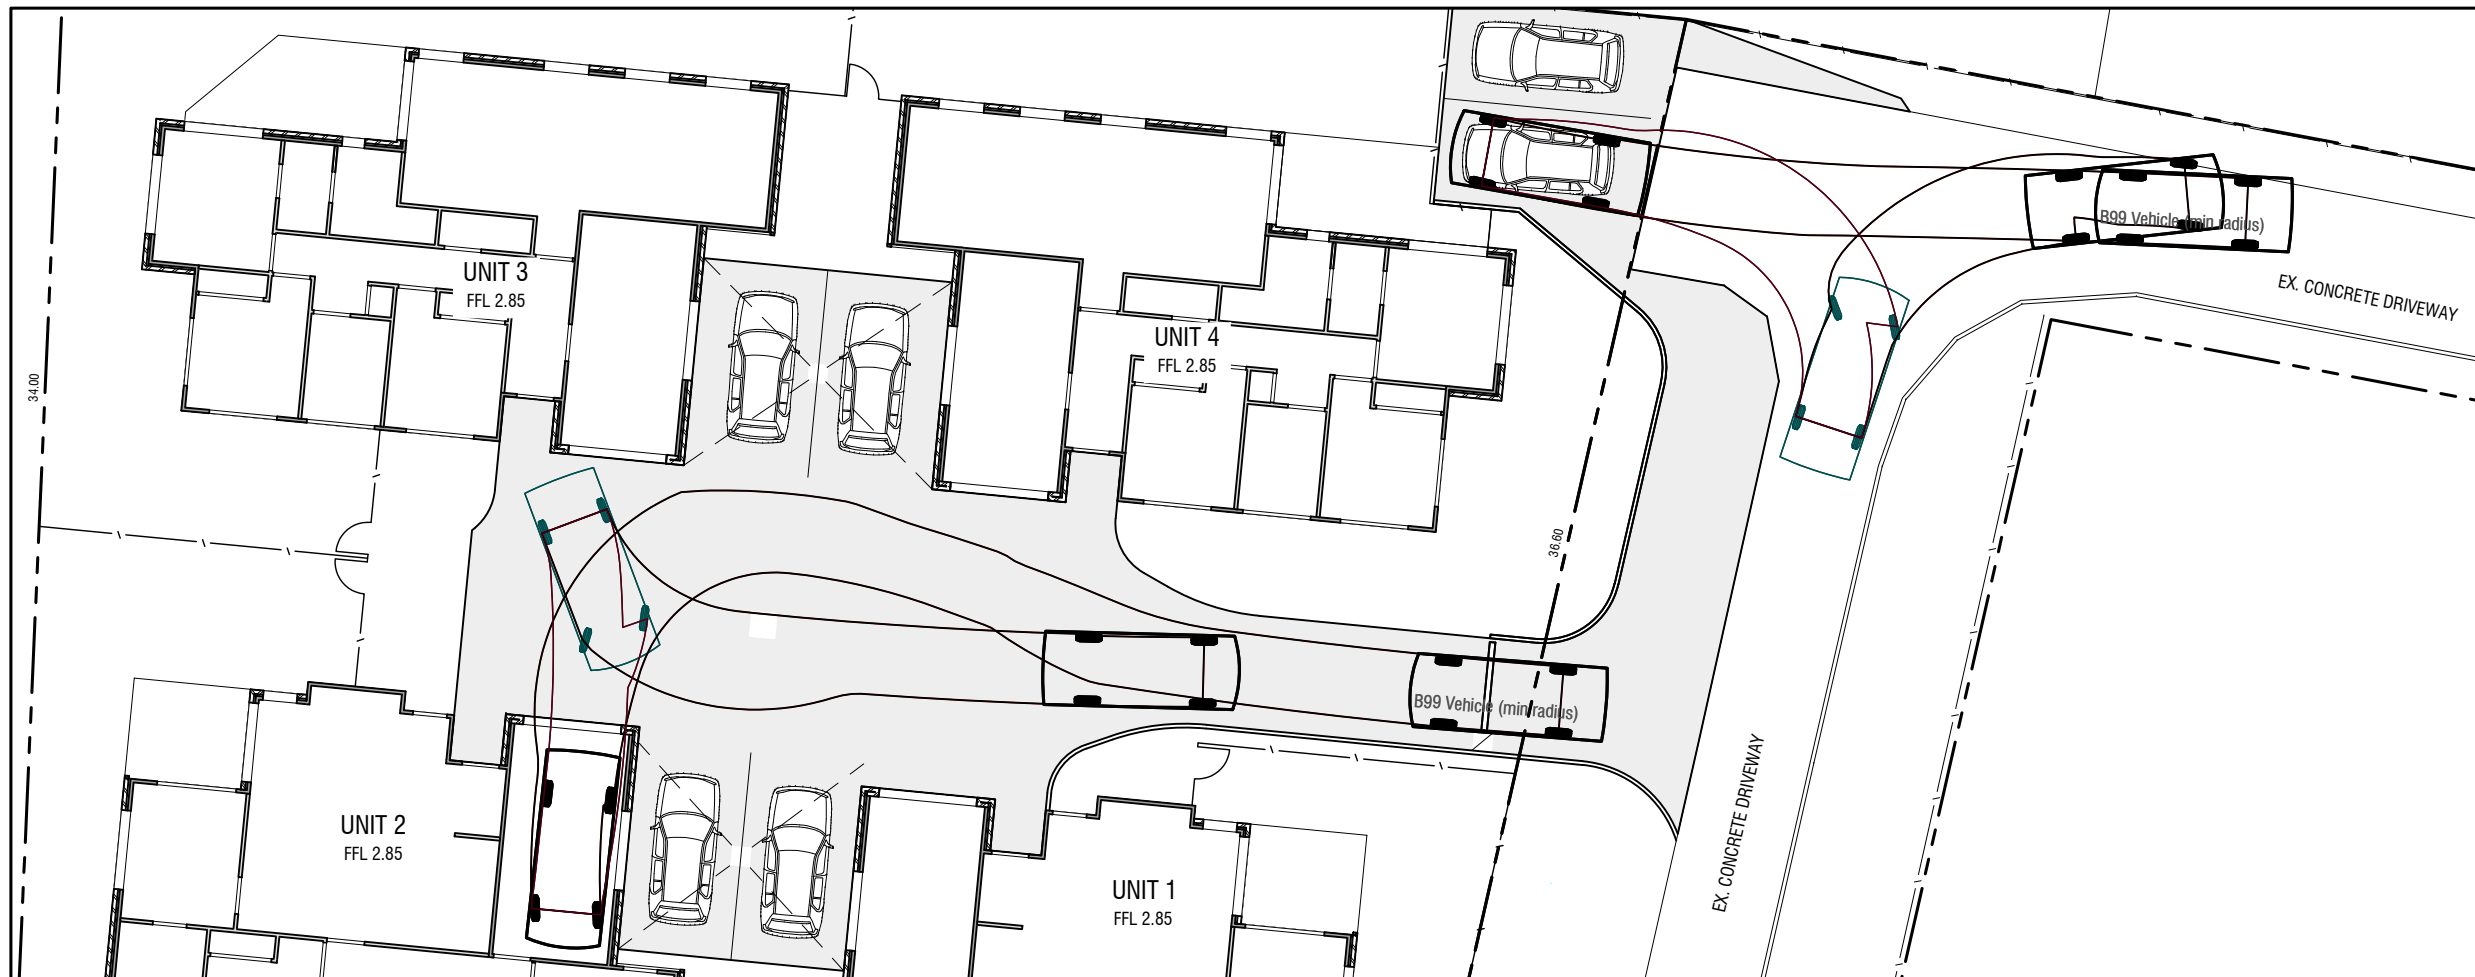 UNIT 3
FFL 2.85
UNIT 4
FFL 2.85
B99 Vehicle (min radius)
EX. CONCRETE DRIVEWAY
34.00
36.60
B99 Vehicle (min radius)
EX. CONCRETE DRIVEWAY
UNIT 2
FFL 2.85
UNIT 1
FFL 2.85